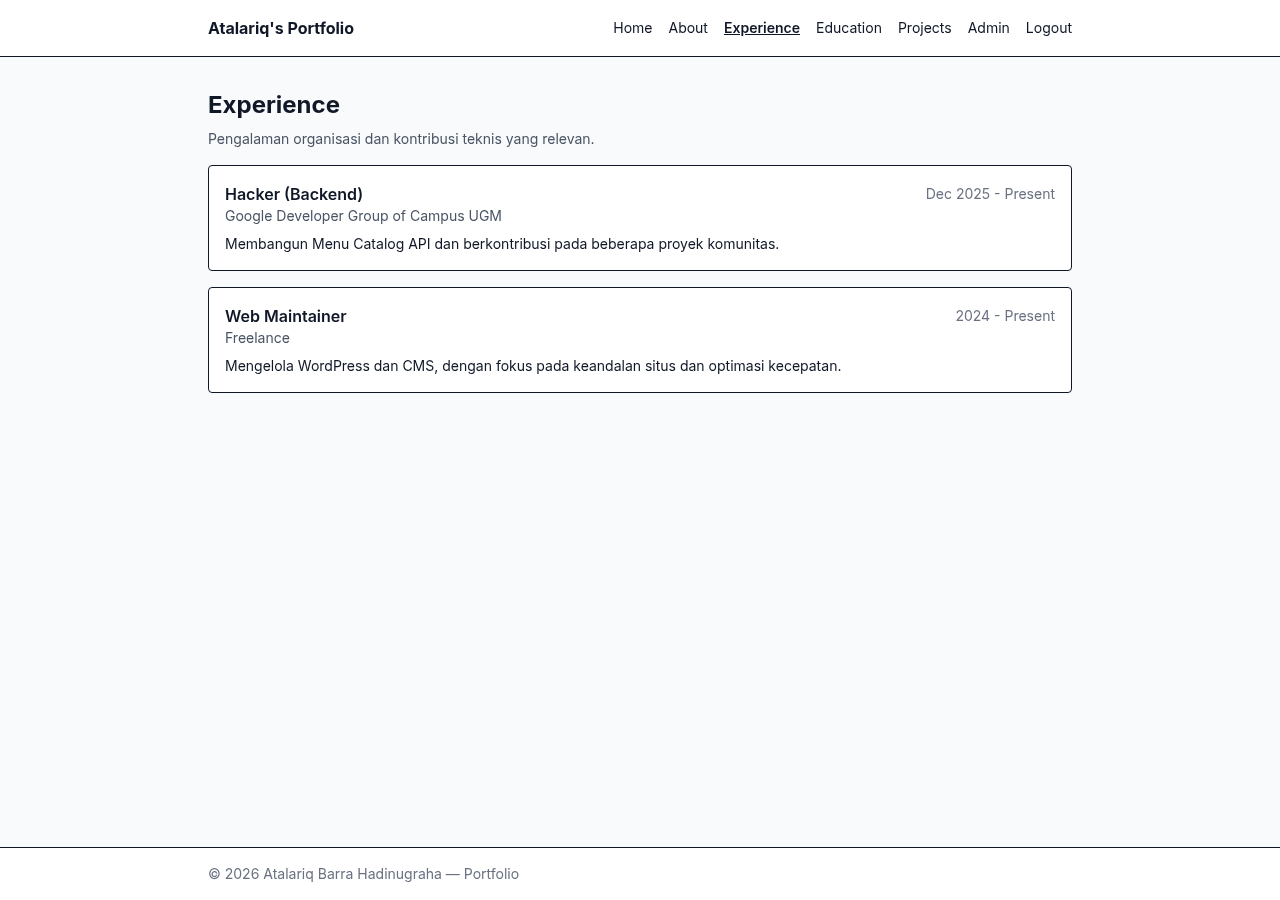 Atalariq's Portfolio
Home About Experience Education Projects Admin Logout
Experience
Pengalaman organisasi dan kontribusi teknis yang relevan.
Hacker (Backend) Dec 2025 - Present
Google Developer Group of Campus UGM
Membangun Menu Catalog API dan berkontribusi pada beberapa proyek komunitas.
Web Maintainer 2024 - Present
Freelance
Mengelola WordPress dan CMS, dengan fokus pada keandalan situs dan optimasi kecepatan.
© 2026 Atalariq Barra Hadinugraha — Portfolio